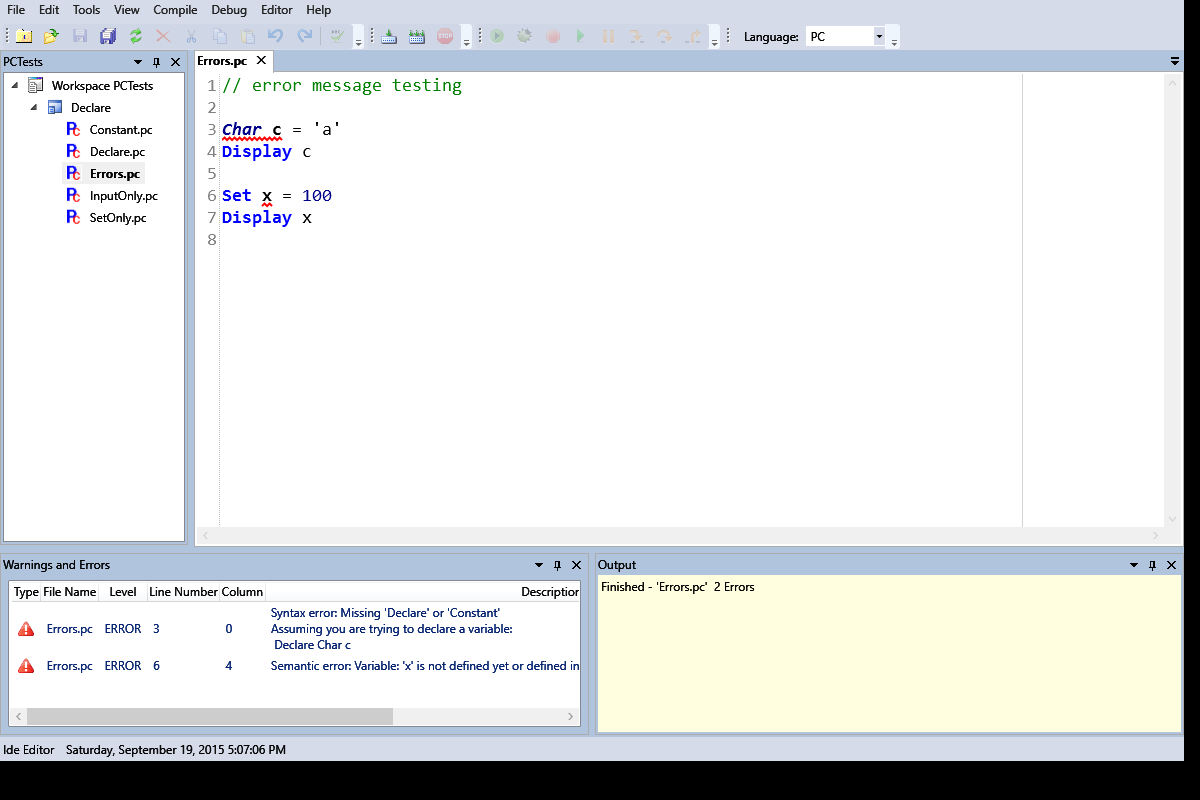 File Edit Tools View Compile Debug Editor Help
Language: PC
PCTests
Workspace PCTests
Declare
Constant.pc
Declare.pc
Errors.pc
InputOnly.pc
SetOnly.pc
Errors.pc
1 // error message testing
2
3 Char c = 'a'
4 Display c
5
6 Set x = 100
7 Display x
8
Warnings and Errors
Type File Name Level Line Number Column Description
Errors.pc ERROR 3 0 Syntax error: Missing 'Declare' or 'Constant'
Assuming you are trying to declare a variable:
Declare Char c
Errors.pc ERROR 6 4 Semantic error: Variable: 'x' is not defined yet or defined in
Output
Finished - 'Errors.pc' 2 Errors
Ide Editor Saturday, September 19, 2015 5:07:06 PM